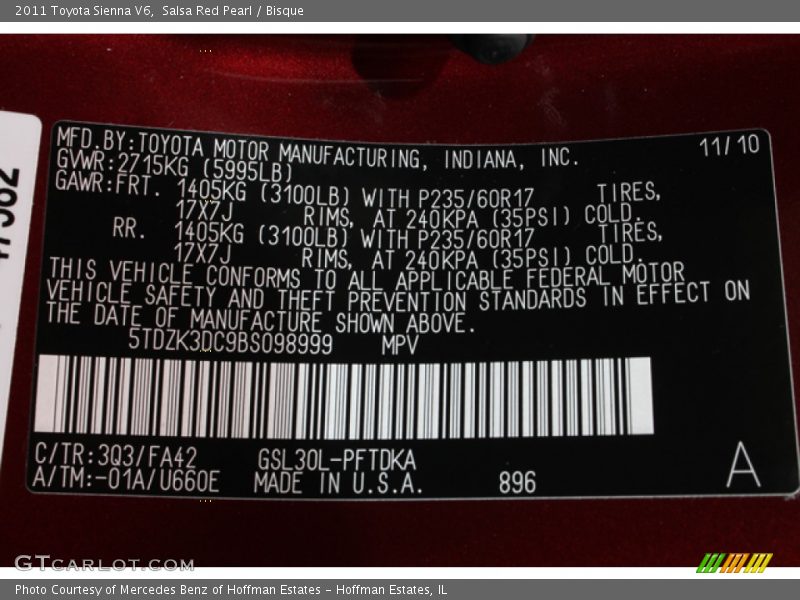 2011 Toyota Sienna V6, Salsa Red Pearl / Bisque
MFD.BY:TOYOTA MOTOR MANUFACTURING, INDIANA, INC. 11/10
GVWR:2715KG (5995LB)
GAWR:FRT. 1405KG (3100LB) WITH P235/60R17 TIRES,
17X7J RIMS, AT 240KPA (35PSI) COLD.
RR. 1405KG (3100LB) WITH P235/60R17 TIRES,
17X7J RIMS, AT 240KPA (35PSI) COLD.
THIS VEHICLE CONFORMS TO ALL APPLICABLE FEDERAL MOTOR
VEHICLE SAFETY AND THEFT PREVENTION STANDARDS IN EFFECT ON
THE DATE OF MANUFACTURE SHOWN ABOVE.
5TDZK3DC9BS098999 MPV
C/TR:3Q3/FA42 GSL30L-PFTDKA
A/TM:-01A/U660E MADE IN U.S.A. 896 A
GTCARLOT.COM
Photo Courtesy of Mercedes Benz of Hoffman Estates - Hoffman Estates, IL